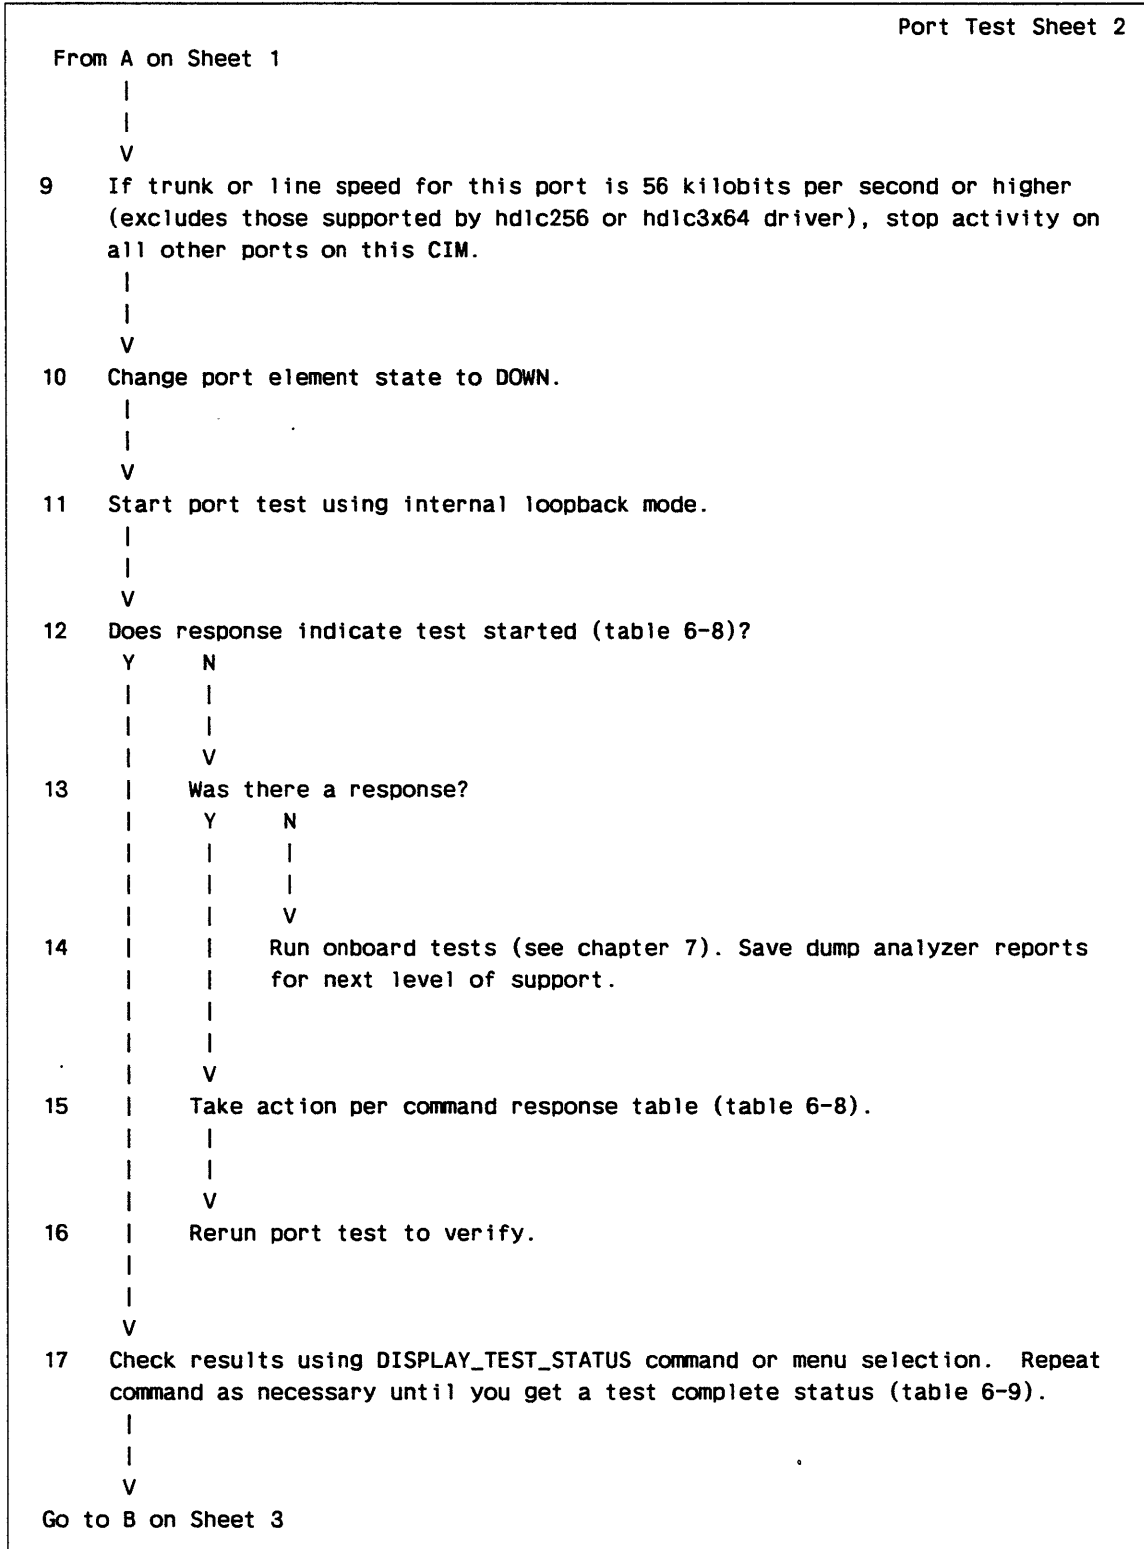 Port Test Sheet 2
From A on Sheet 1
|
|
V
9 If trunk or line speed for this port is 56 kilobits per second or higher
(excludes those supported by hdlc256 or hdlc3x64 driver), stop activity on
all other ports on this CIM.
|
|
V
10 Change port element state to DOWN.
|
|
V
11 Start port test using internal loopback mode.
|
|
V
12 Does response indicate test started (table 6-8)?
Y N
| |
| |
| V
13 | Was there a response?
| Y N
| | |
| | |
| | V
14 | | Run onboard tests (see chapter 7). Save dump analyzer reports
| | for next level of support.
| |
| |
| V
15 | Take action per command response table (table 6-8).
| |
| |
| V
16 | Rerun port test to verify.
|
|
V
17 Check results using DISPLAY_TEST_STATUS command or menu selection. Repeat
command as necessary until you get a test complete status (table 6-9).
|
|
V
Go to B on Sheet 3